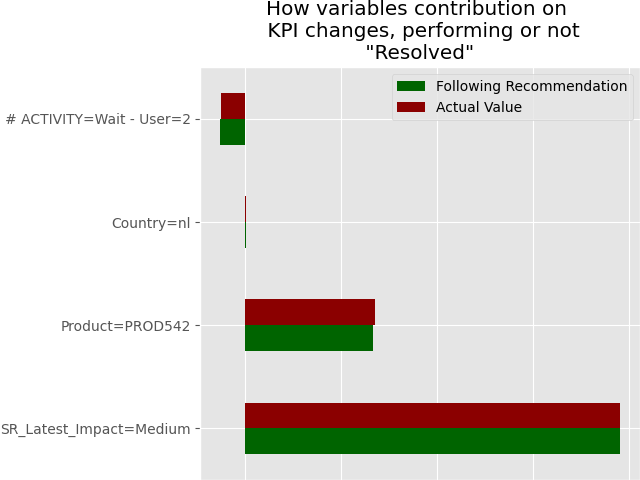 How variables contribution on
KPI changes, performing or not
"Resolved"
Following Recommendation
Actual Value
# ACTIVITY=Wait - User=2
Country=nl
Product=PROD542
SR_Latest_Impact=Medium